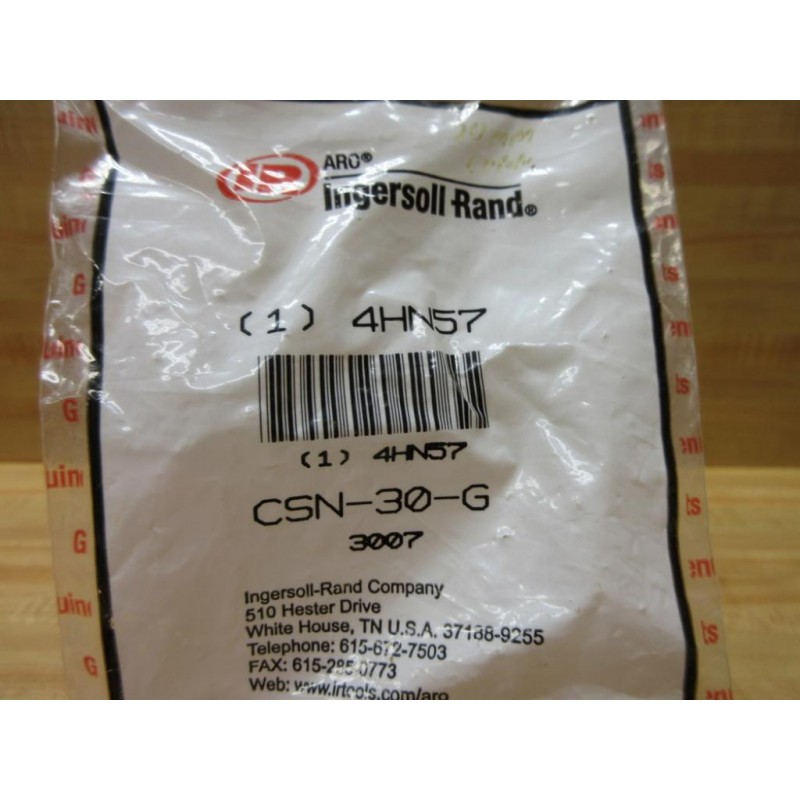 IR ARO®
Ingersoll Rand®
(1) 4HN57
(1) 4HN57
CSN-30-G
3007
Ingersoll-Rand Company
510 Hester Drive
White House, TN U.S.A. 37188-9255
Telephone: 615-672-7503
FAX: 615-285-0773
Web: www.irtools.com/aro